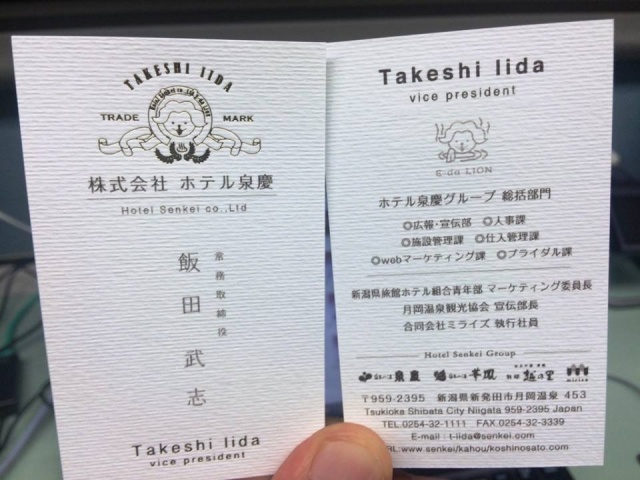 TAKESHI IIDA
TRADE MARK
株式会社 ホテル泉慶
Hotel Senkei co.,Ltd
常務取締役
飯田武志
Takeshi Iida
vice president
Takeshi Iida
vice president
E-da LION
ホテル泉慶グループ 総括部門
◎広報・宣伝部 ◎人事課
◎施設管理課 ◎仕入管理課
◎webマーケティング課 ◎ブライダル課
新潟県旅館ホテル組合青年部 マーケティング委員長
月岡温泉観光協会 宣伝部長
合同会社ミライズ 執行社員
Hotel Senkei Group
泉慶 華鳳 越の里
〒959-2395 新潟県新発田市月岡温泉 453
Tsukioka Shibata City Niigata 959-2395 Japan
TEL.0254-32-1111 FAX.0254-32-3339
E-mail : t-iida@senkei.com
RL:www.senkei/kahou/koshinosato.com